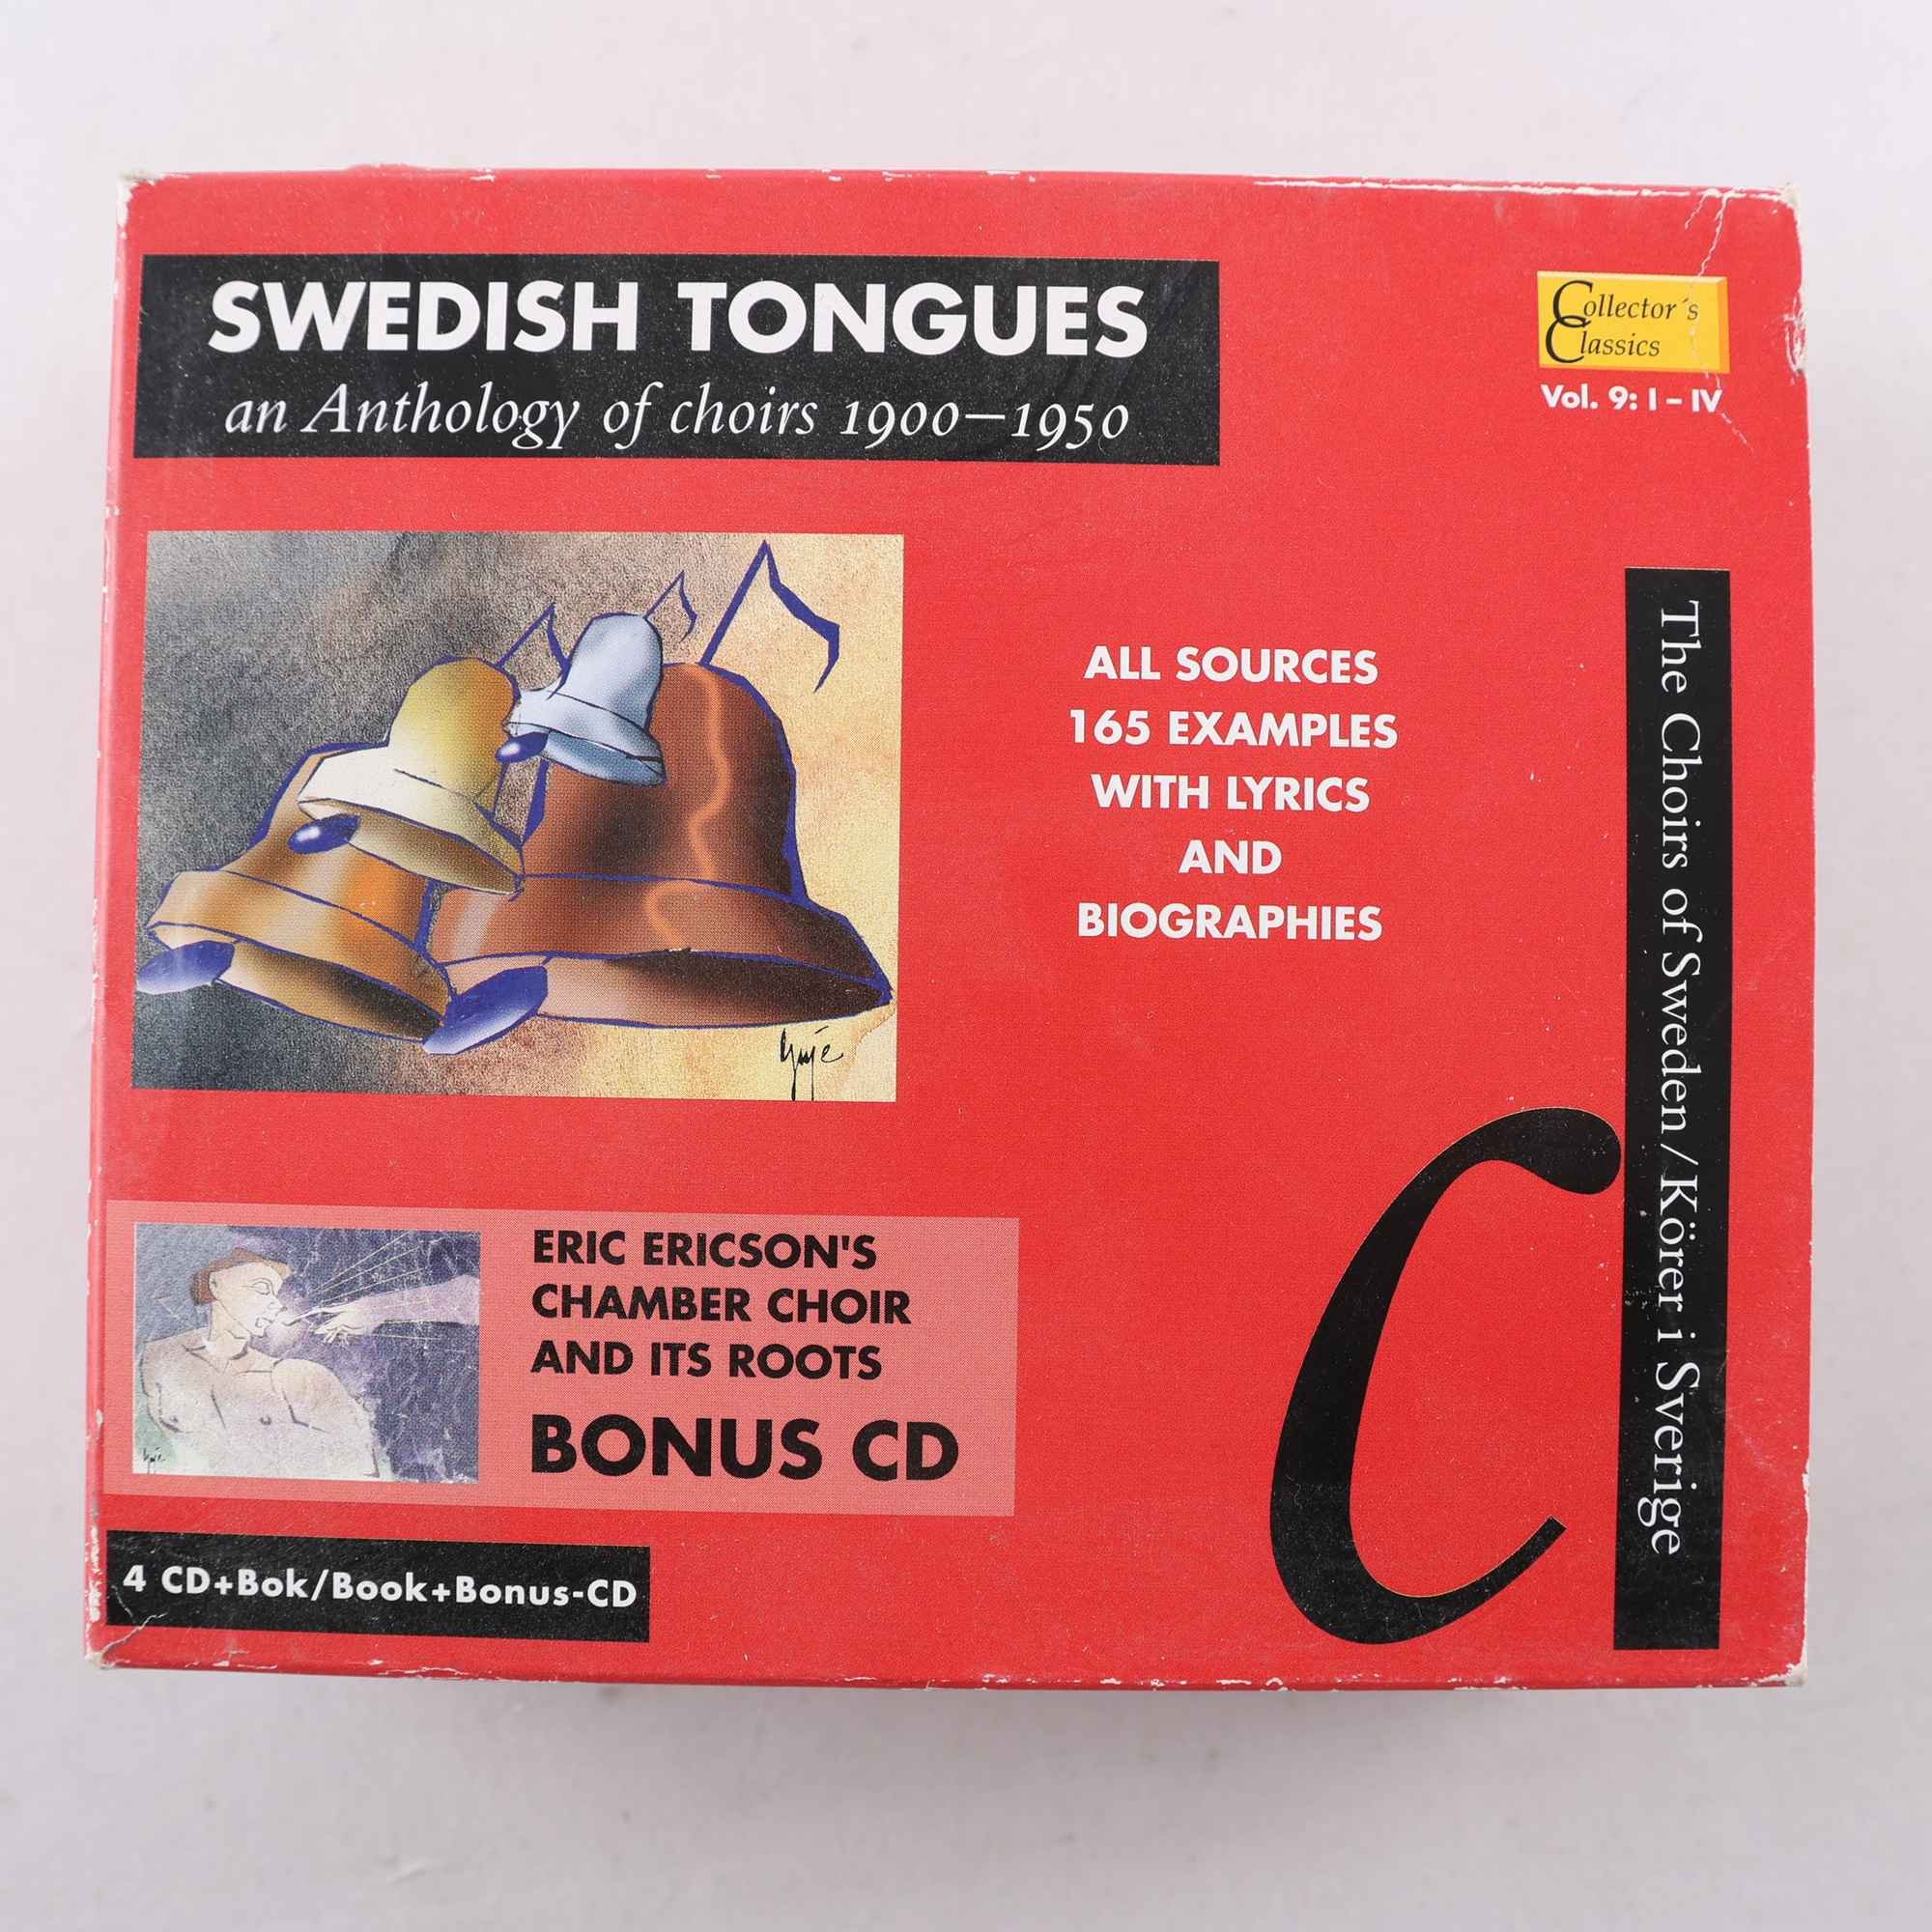 SWEDISH TONGUES
an Anthology of choirs 1900–1950
Collector´s
Classics
Vol. 9: I – IV
ALL SOURCES
165 EXAMPLES
WITH LYRICS
AND
BIOGRAPHIES
The Choirs of Sweden / Körer i Sverige
ERIC ERICSON'S
CHAMBER CHOIR
AND ITS ROOTS
BONUS CD
4 CD+Bok/Book+Bonus-CD